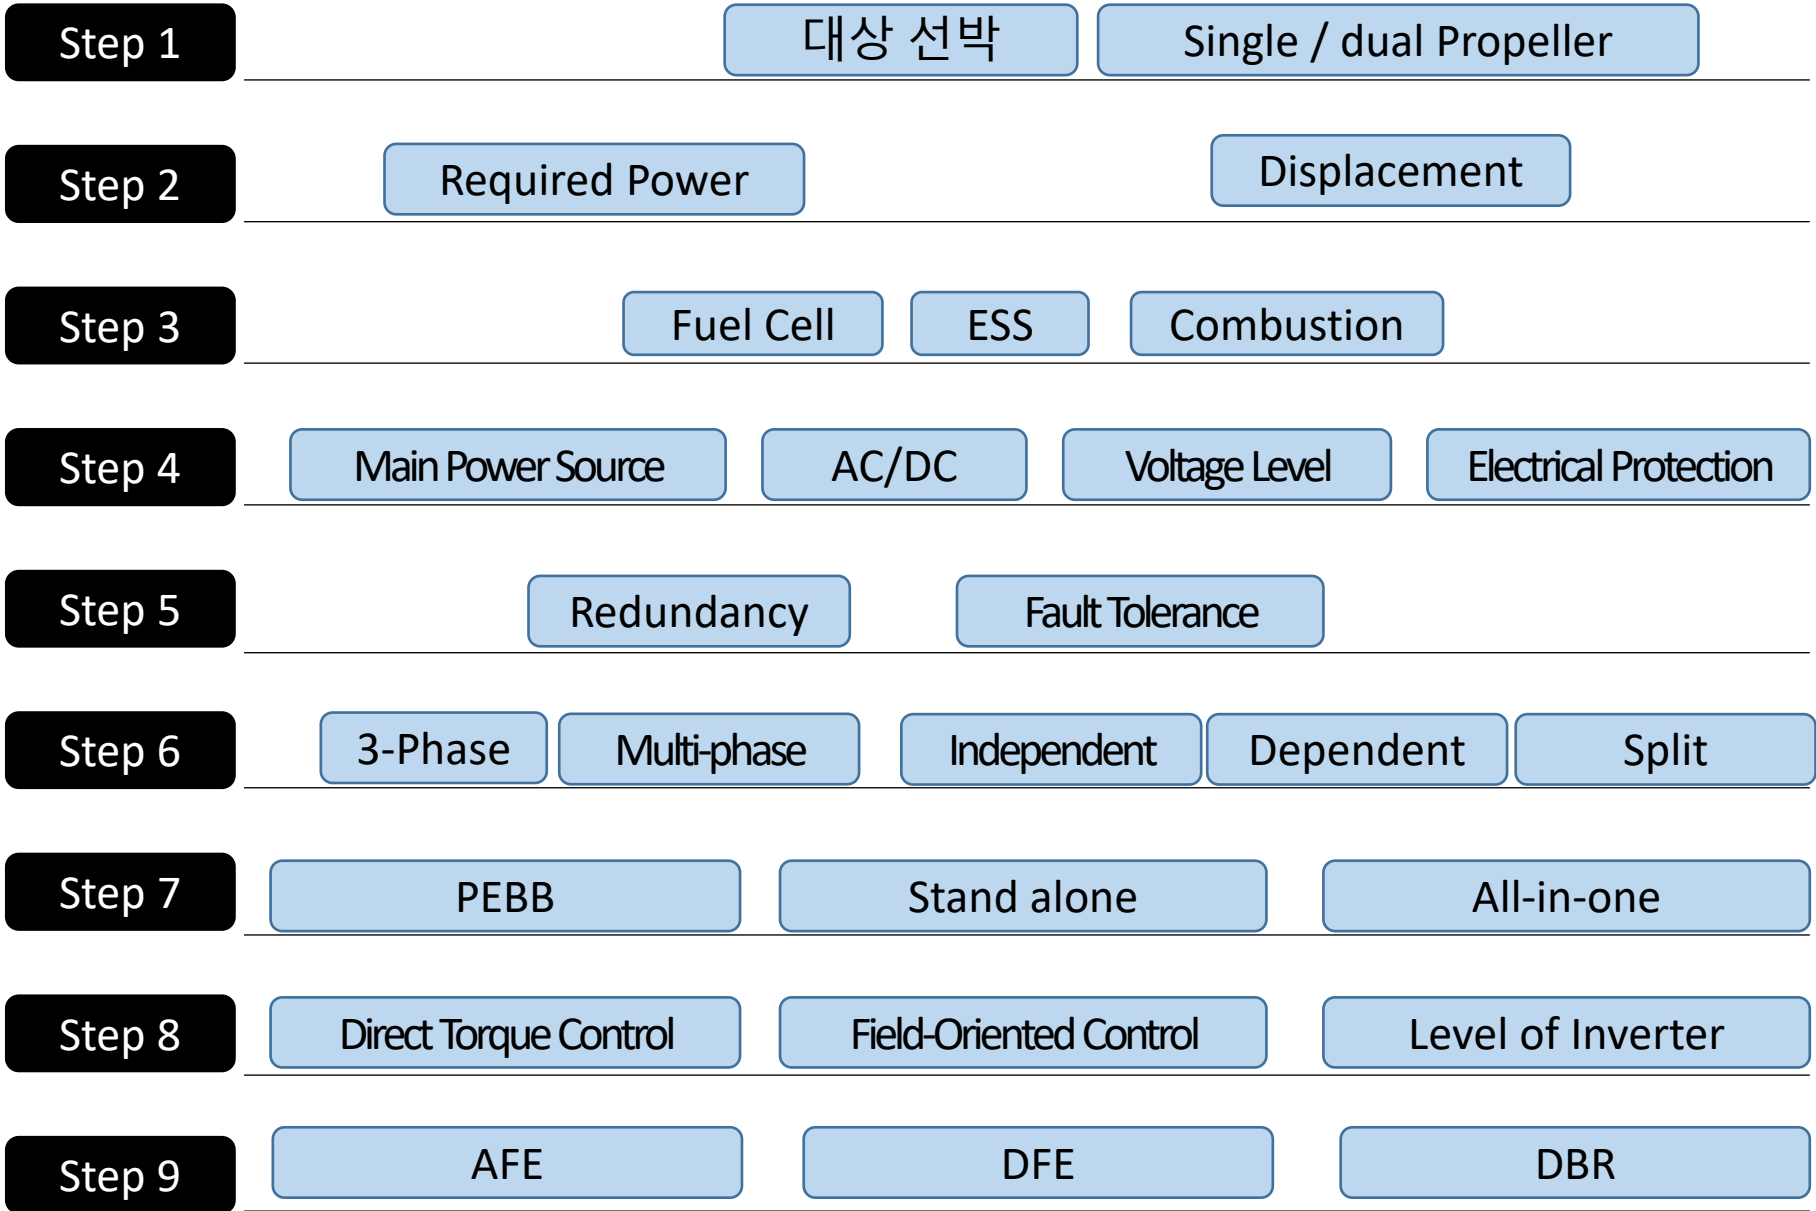 Step 1
대상 선박
Single / dual Propeller
Step 2
Required Power
Displacement
Step 3
Fuel Cell
ESS
Combustion
Step 4
Main Power Source
AC/DC
Voltage Level
Electrical Protection
Step 5
Redundancy
Fault Tolerance
Step 6
3-Phase
Multi-phase
Independent
Dependent
Split
Step 7
PEBB
Stand alone
All-in-one
Step 8
Direct Torque Control
Field-Oriented Control
Level of Inverter
Step 9
AFE
DFE
DBR